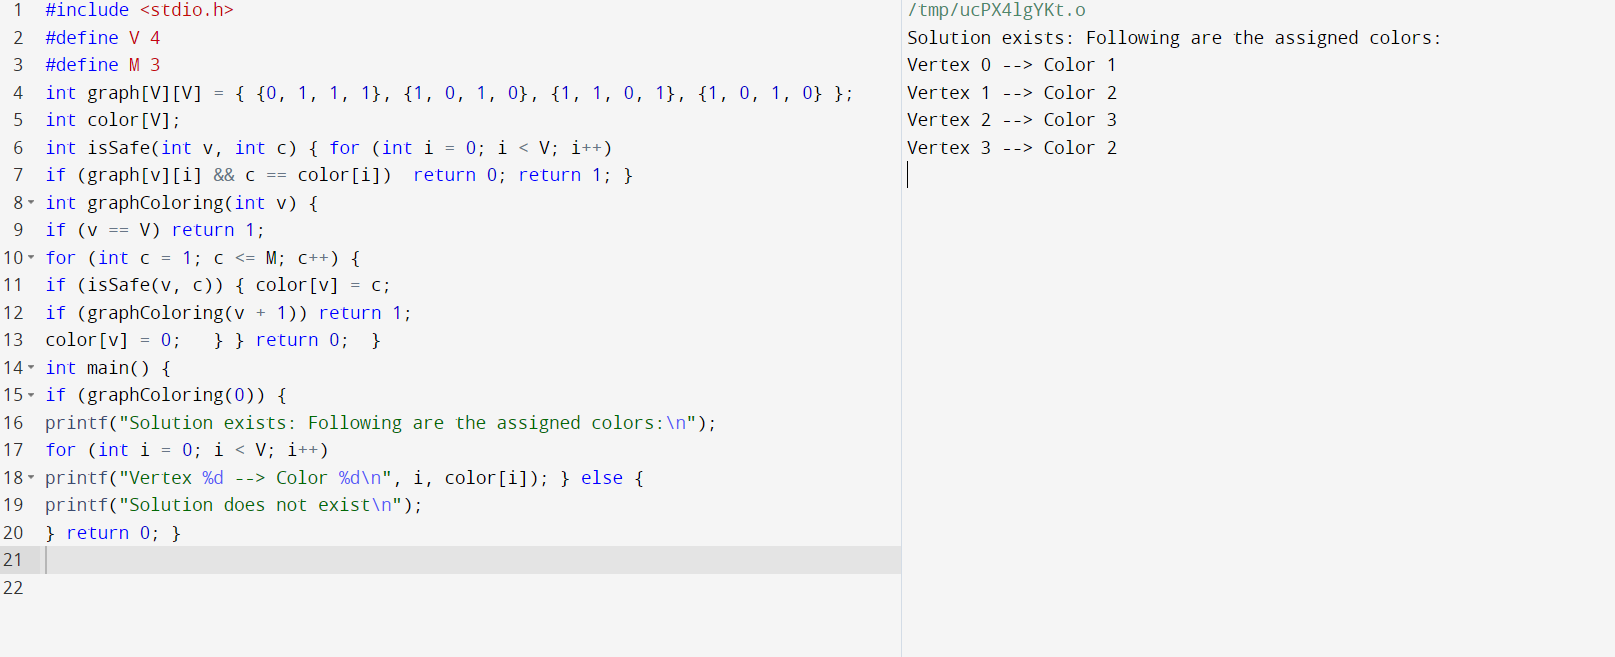 1 #include <stdio.h>
2 #define V 4
3 #define M 3
4 int graph[V][V] = { {0, 1, 1, 1}, {1, 0, 1, 0}, {1, 1, 0, 1}, {1, 0, 1, 0} };
5 int color[V];
6 int isSafe(int v, int c) { for (int i = 0; i < V; i++)
7 if (graph[v][i] && c == color[i])  return 0; return 1; }
8 int graphColoring(int v) {
9 if (v == V) return 1;
10 for (int c = 1; c <= M; c++) {
11 if (isSafe(v, c)) { color[v] = c;
12 if (graphColoring(v + 1)) return 1;
13 color[v] = 0;   } } return 0;  }
14 int main() {
15 if (graphColoring(0)) {
16 printf("Solution exists: Following are the assigned colors:\n");
17 for (int i = 0; i < V; i++)
18 printf("Vertex %d --> Color %d\n", i, color[i]); } else {
19 printf("Solution does not exist\n");
20 } return 0; }
21
22
/tmp/ucPX4lgYKt.o
Solution exists: Following are the assigned colors:
Vertex 0 --> Color 1
Vertex 1 --> Color 2
Vertex 2 --> Color 3
Vertex 3 --> Color 2